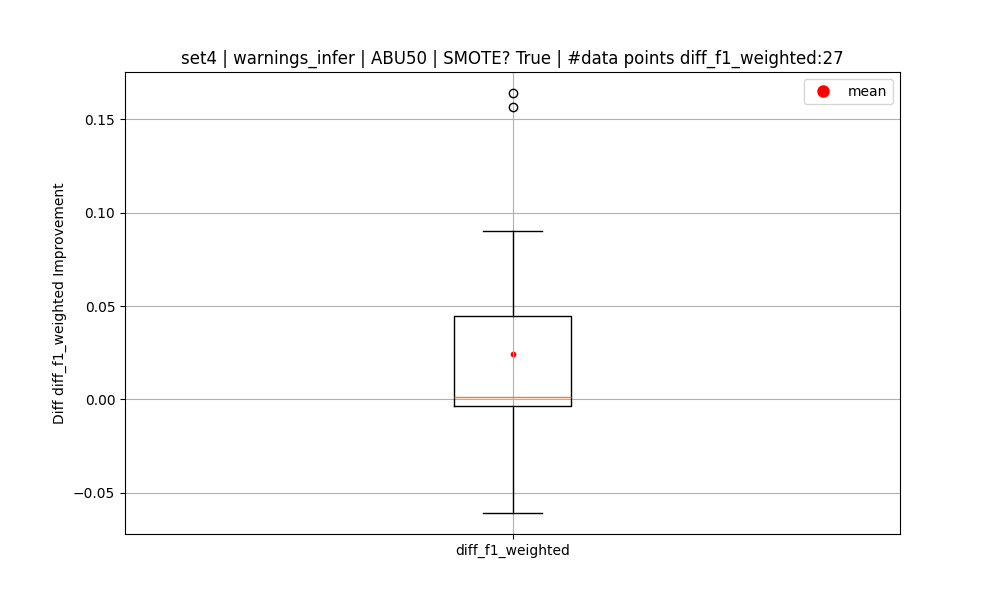 set4 | warnings_infer | ABU50 | SMOTE? True | #data points diff_f1_weighted:27
mean
Diff diff_f1_weighted Improvement
0.15
0.10
0.05
0.00
−0.05
diff_f1_weighted